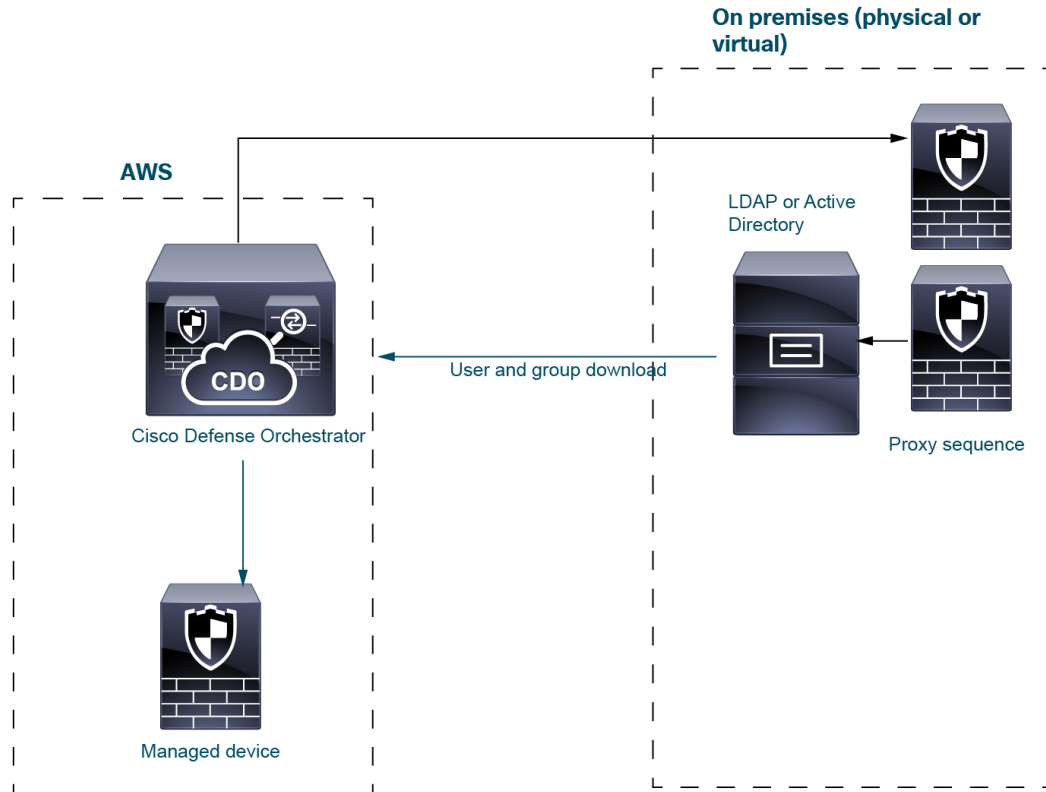 On premises (physical or
virtual)
AWS
LDAP or Active
Directory
CDO
User and group download
Cisco Defense Orchestrator
Proxy sequence
Managed device